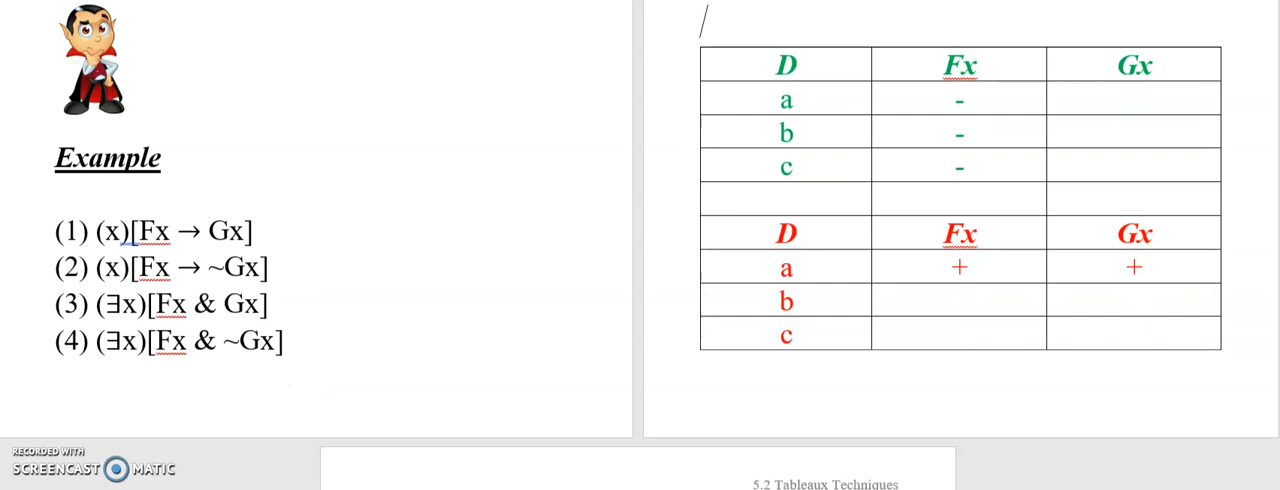 Example
(1) (x)[Fx → Gx]
(2) (x)[Fx → ~Gx]
(3) (∃x)[Fx & Gx]
(4) (∃x)[Fx & ~Gx]
/
D Fx Gx
a -
b -
c -
D Fx Gx
a + +
b
c
RECORDED WITH
SCREENCAST MATIC
5.2 Tableaux Techniques